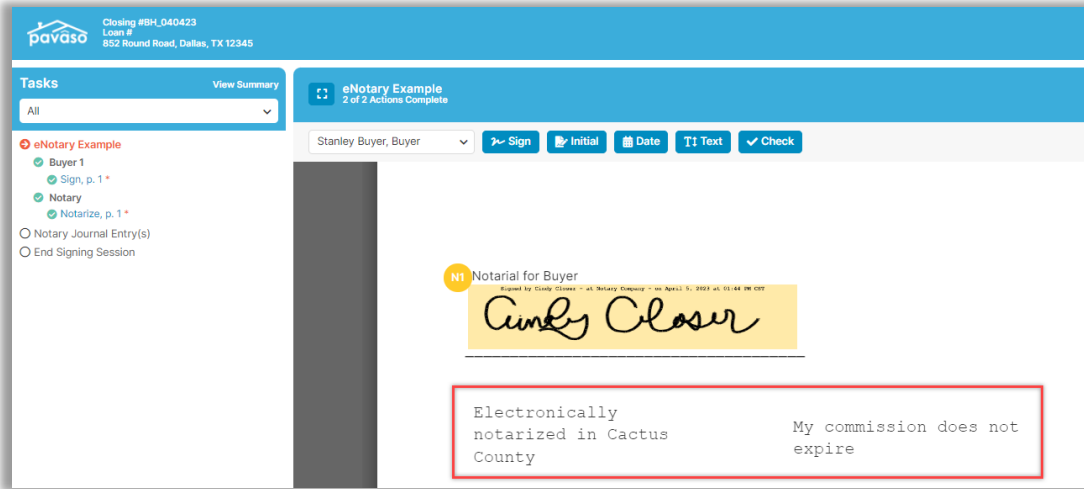 pavaso
Closing #BH_040423
Loan #
852 Round Road, Dallas, TX 12345
Tasks
View Summary
All
eNotary Example
Buyer 1
Sign, p. 1 *
Notary
Notarize, p. 1 *
Notary Journal Entry(s)
End Signing Session
eNotary Example
2 of 2 Actions Complete
Stanley Buyer, Buyer
Sign
Initial
Date
Text
Check
N1 Notarial for Buyer
Signed by Cindy Closer - at Notary Company - on April 5, 2023 at 01:44 PM CST
Cindy Closer
Electronically
notarized in Cactus
County
My commission does not
expire